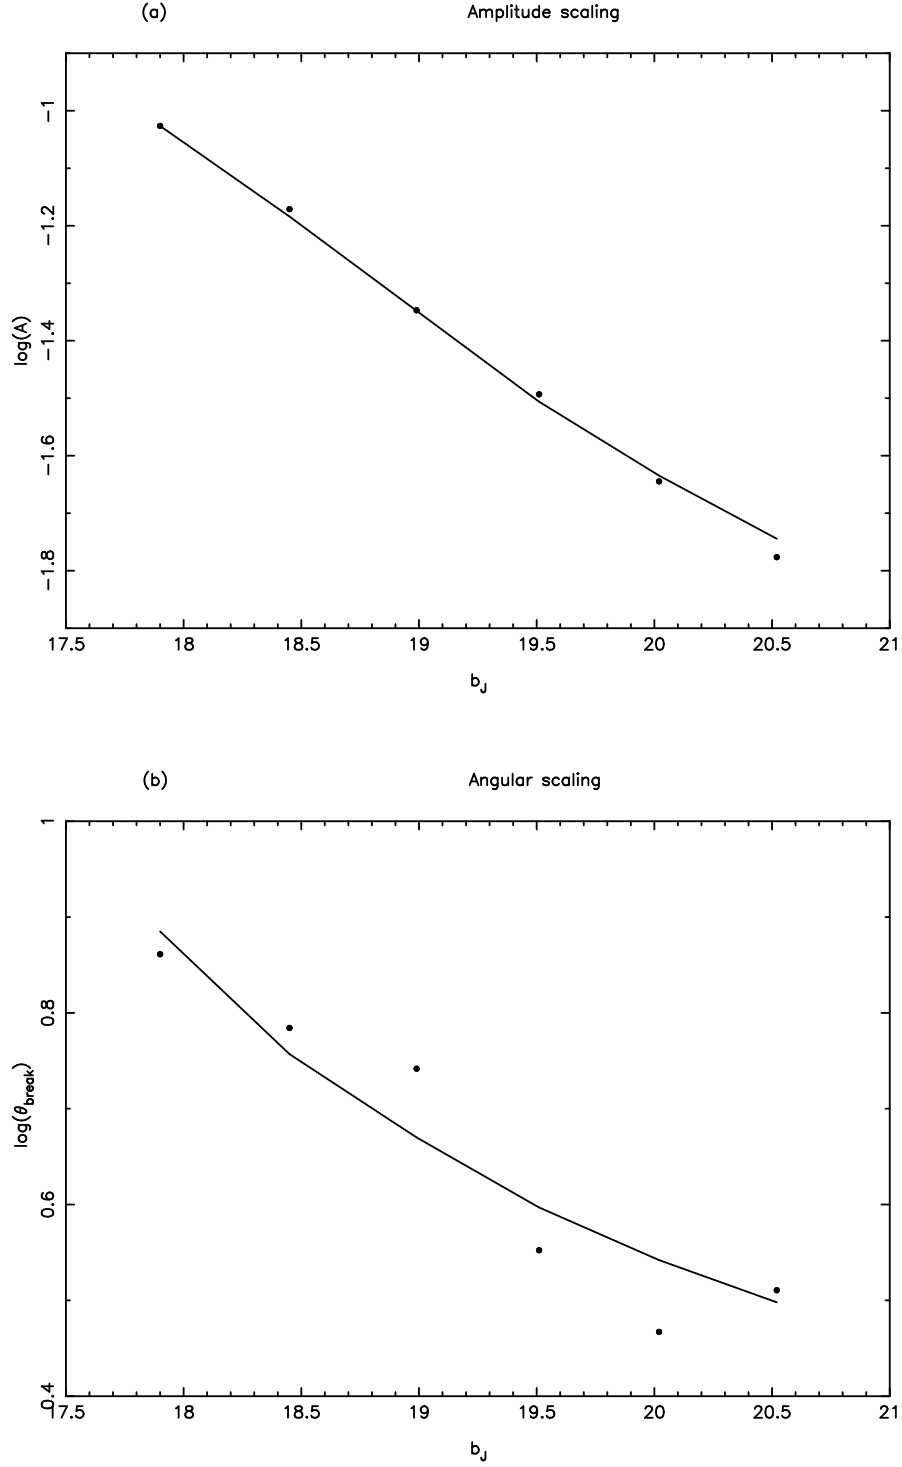 (a) Amplitude scaling
−1
−1.2
−1.4
−1.6
−1.8
log(A)
17.5 18 18.5 19 19.5 20 20.5 21
b_J
(b) Angular scaling
1
0.8
0.6
0.4
log(θ_break)
17.5 18 18.5 19 19.5 20 20.5 21
b_J